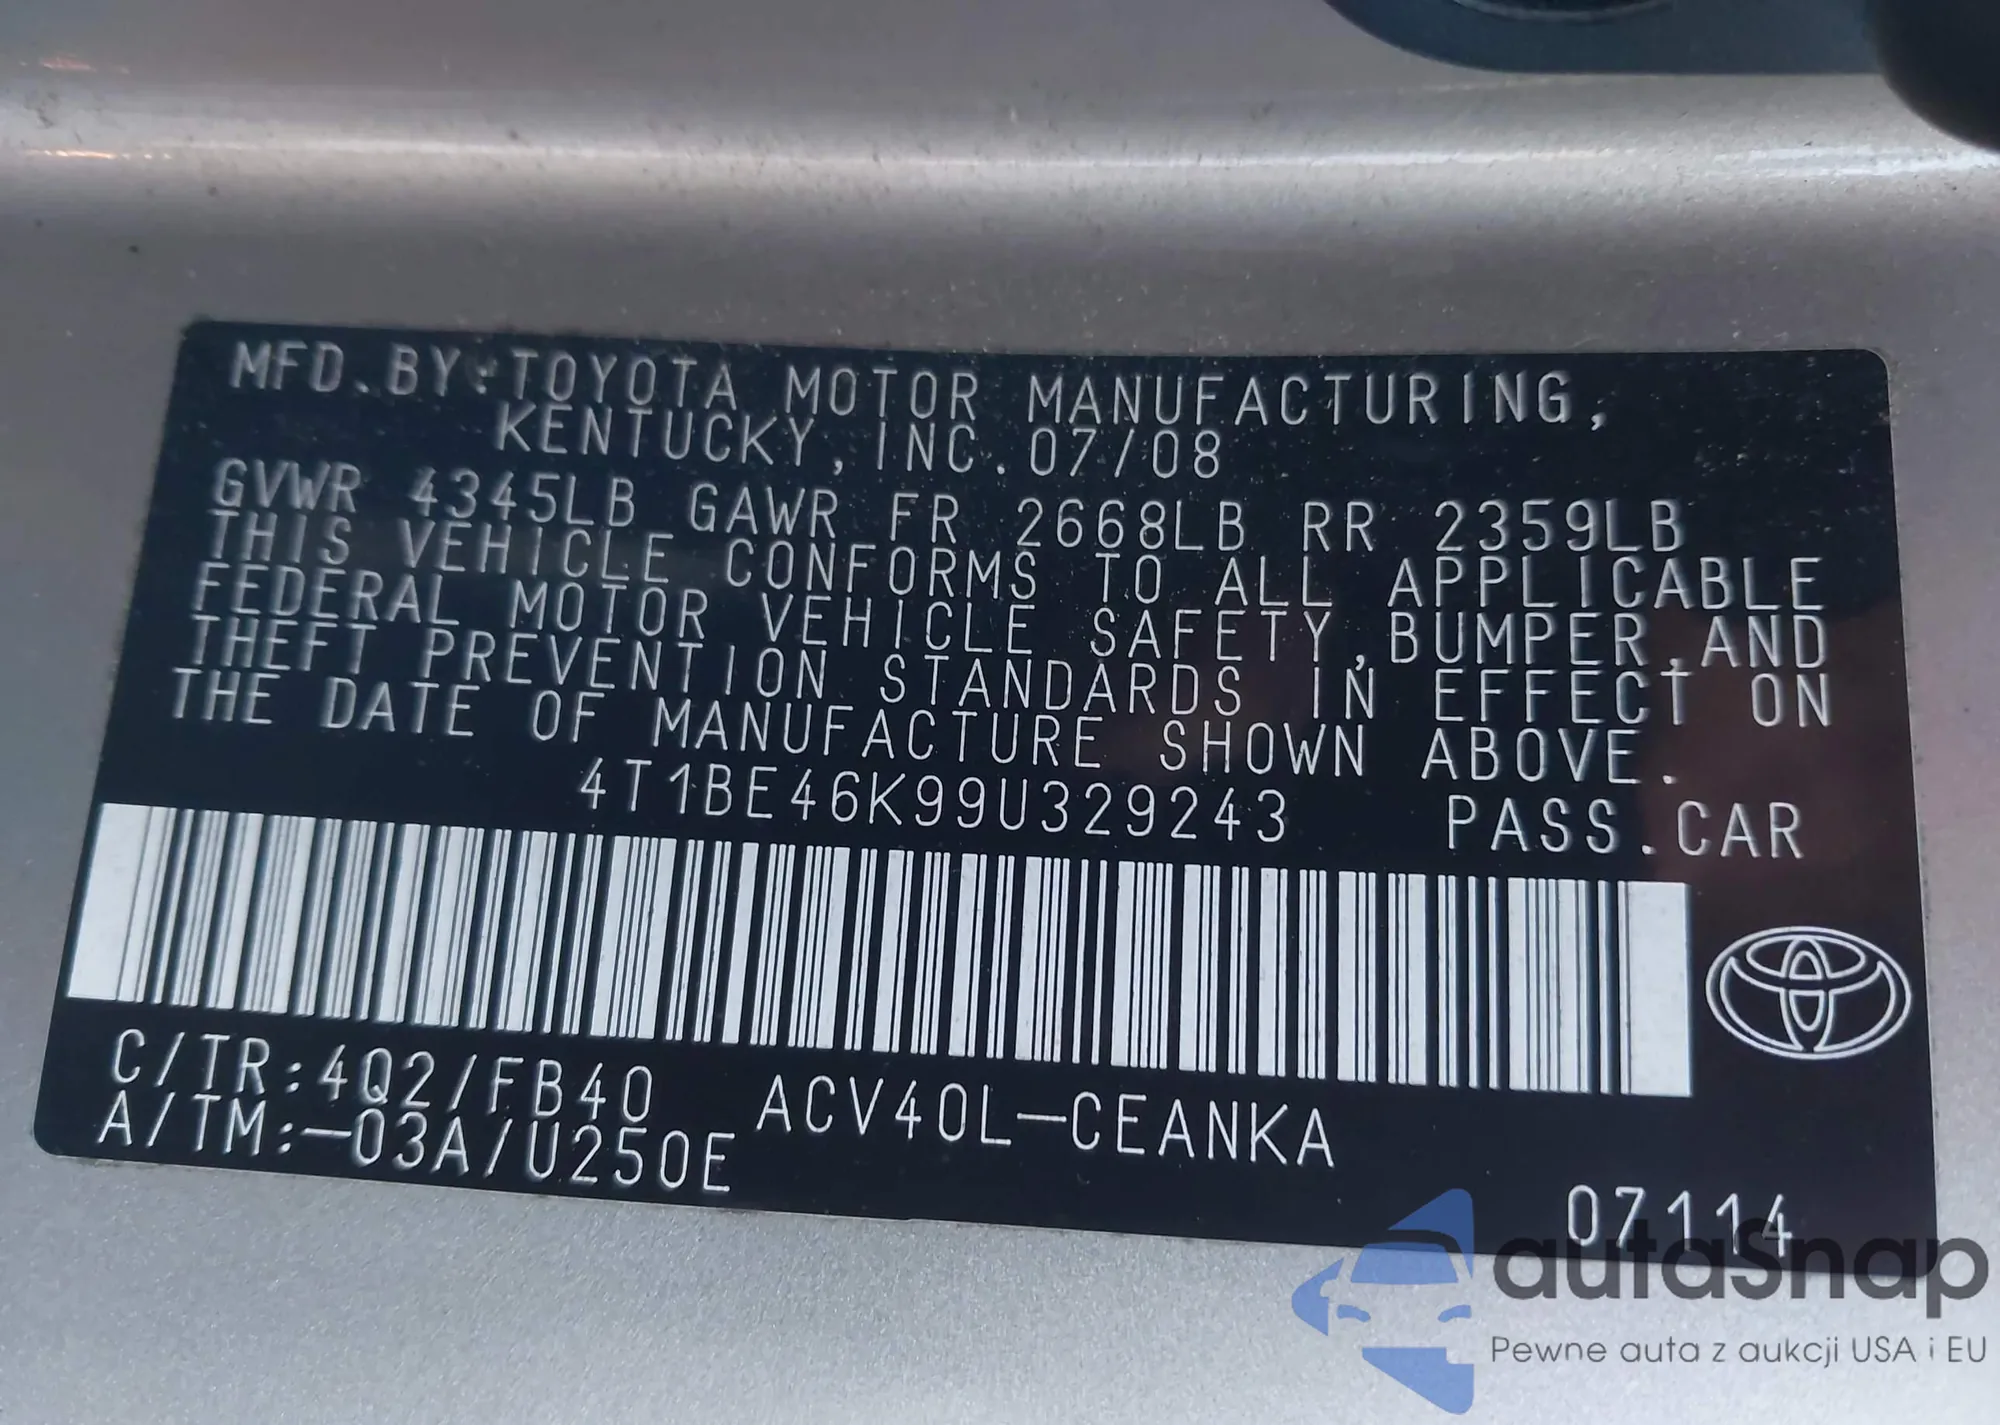 MFD.BY:TOYOTA MOTOR MANUFACTURING,
KENTUCKY,INC.07/08
GVWR 4345LB GAWR FR 2668LB RR 2359LB
THIS VEHICLE CONFORMS TO ALL APPLICABLE
FEDERAL MOTOR VEHICLE SAFETY,BUMPER,AND
THEFT PREVENTION STANDARDS IN EFFECT ON
THE DATE OF MANUFACTURE SHOWN ABOVE.
4T1BE46K99U329243 PASS.CAR
C/TR:4Q2/FB40 ACV40L-CEANKA
A/TM:-03A/U250E
07114
autaSnap
Pewne auta z aukcji USA i EU